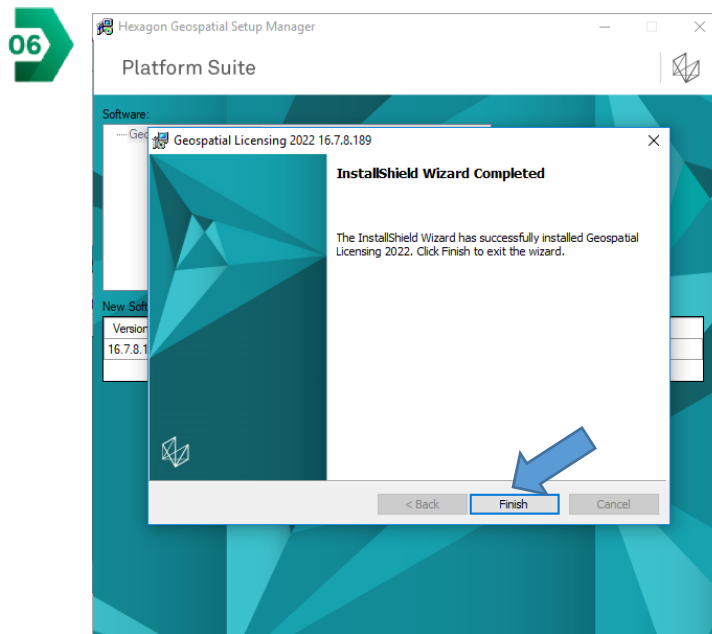 06
Hexagon Geospatial Setup Manager
Platform Suite
Software:
Geospatial Licensing 2022 16.7.8.189
InstallShield Wizard Completed
The InstallShield Wizard has successfully installed Geospatial
Licensing 2022. Click Finish to exit the wizard.
New Soft
Version
16.7.8.1
< Back Finish Cancel